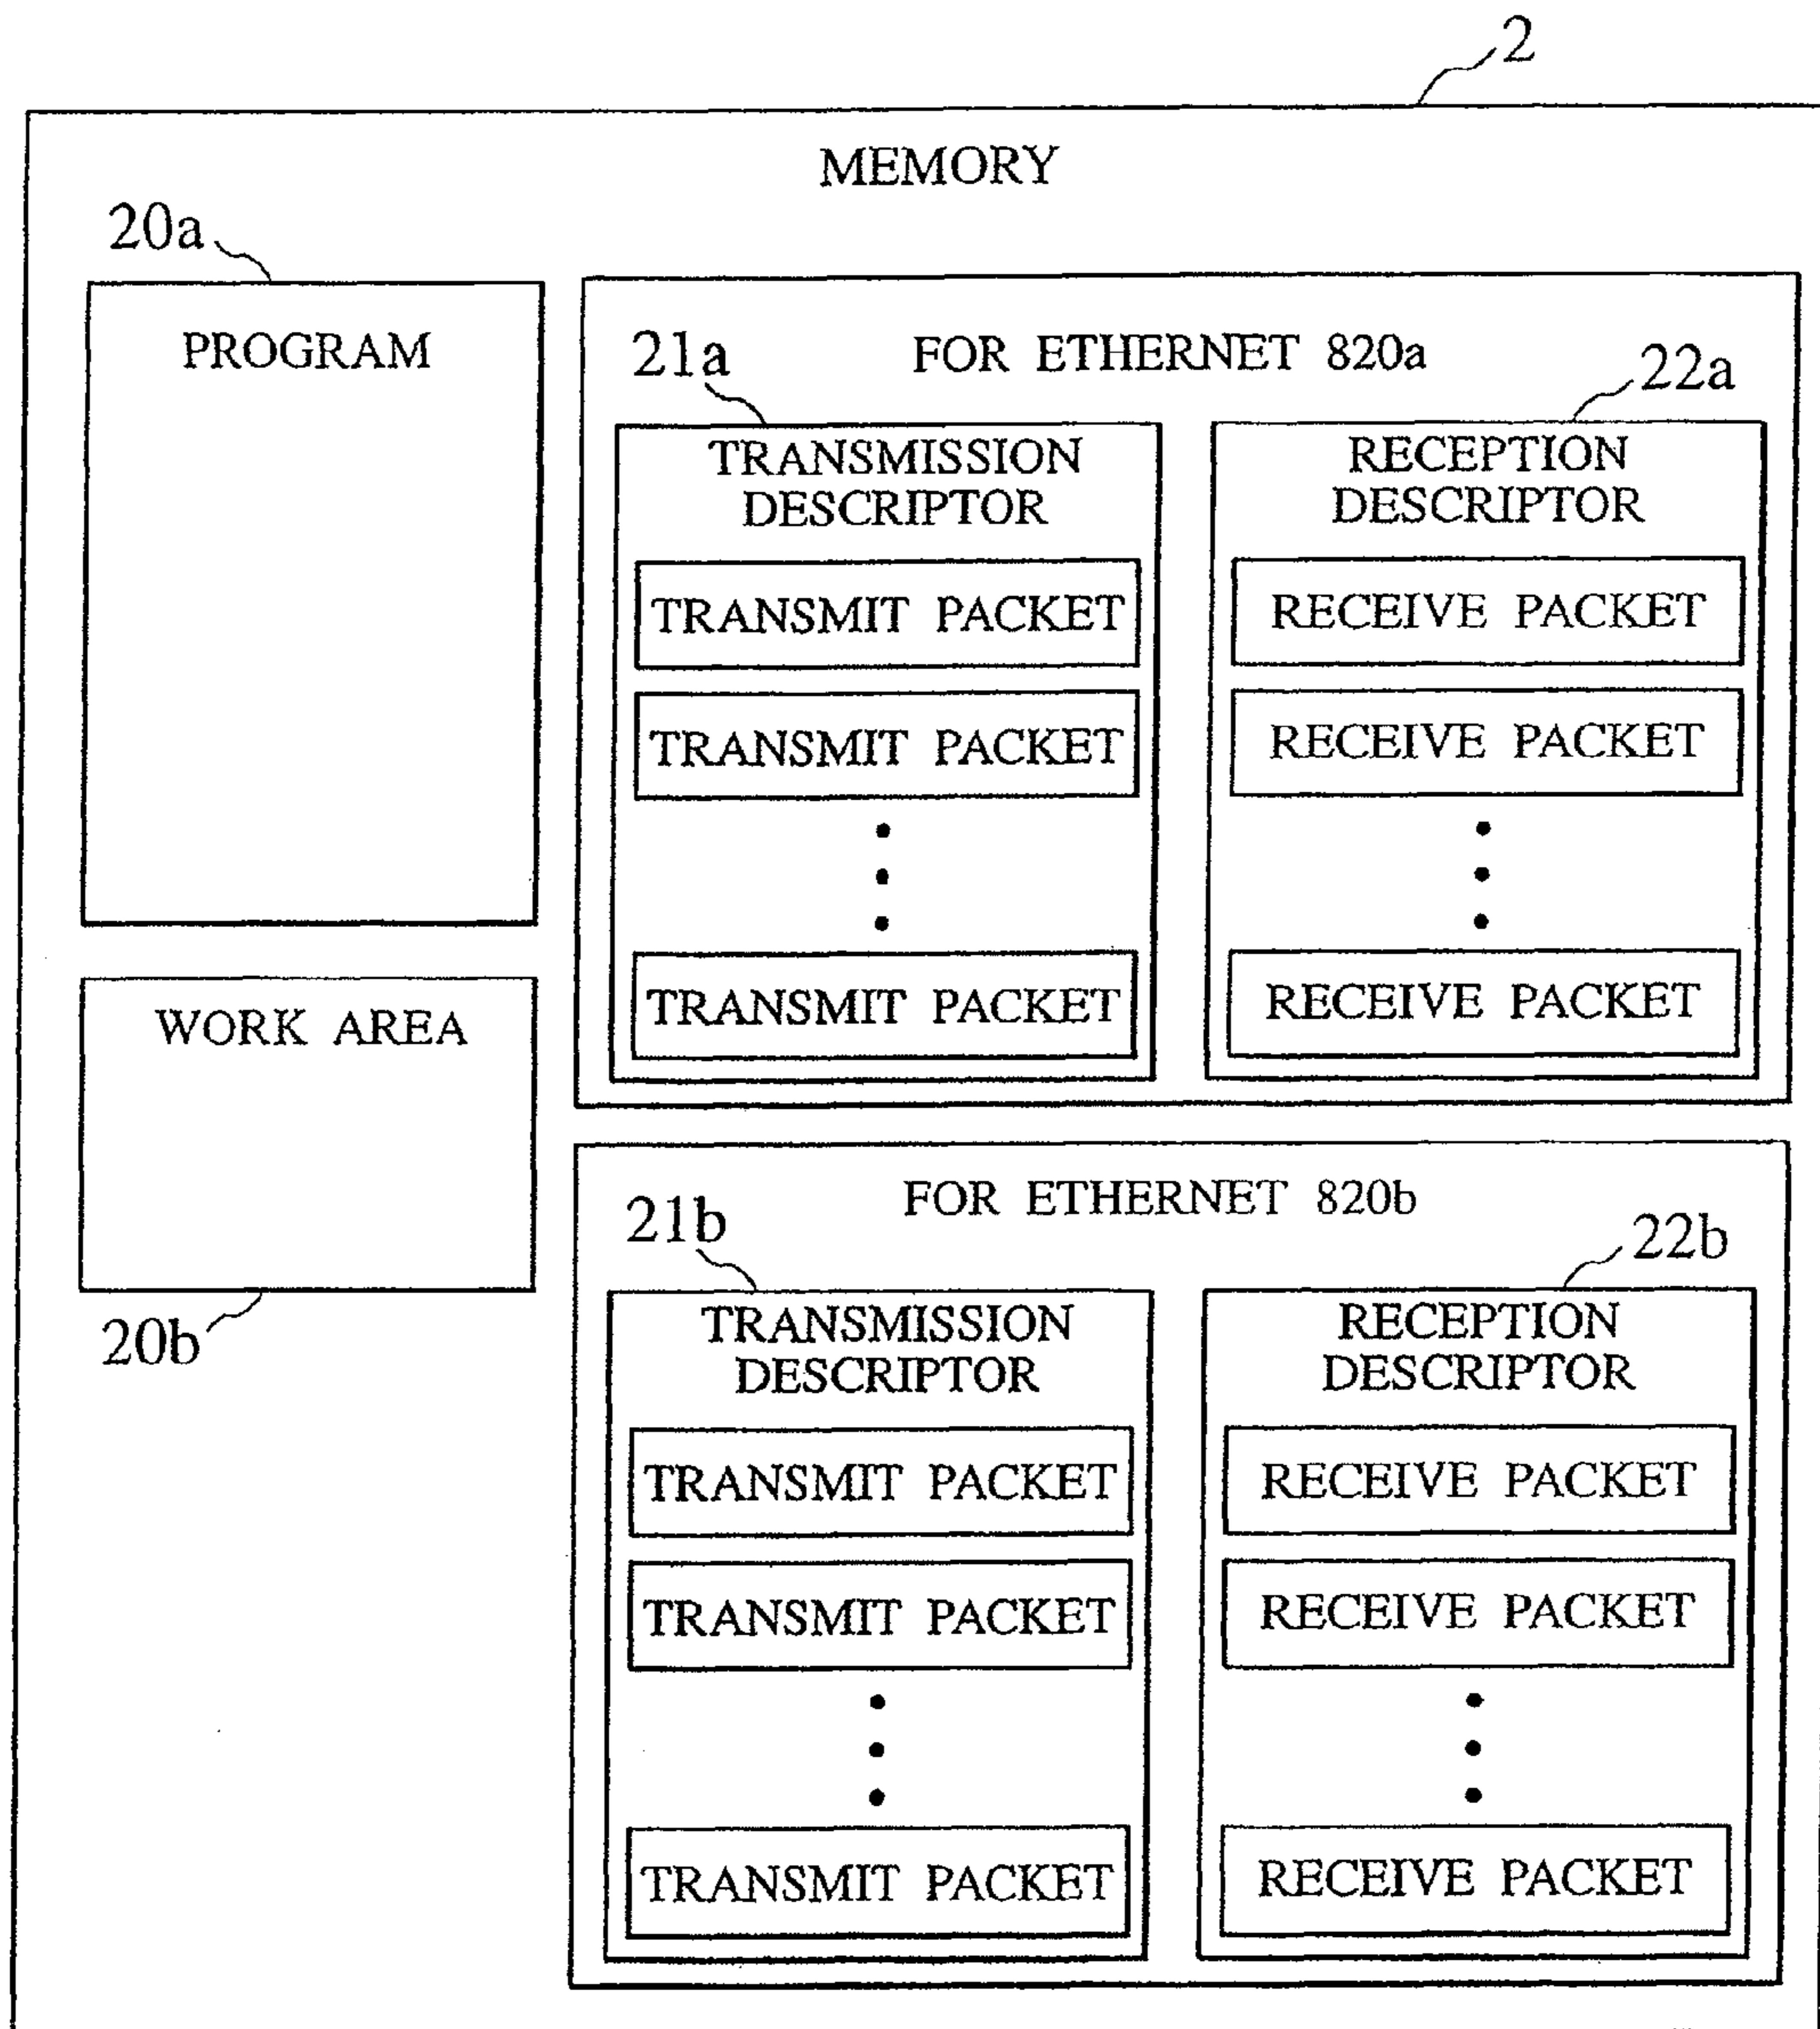 2
MEMORY
20a
PROGRAM
FOR ETHERNET 820a
21a
22a
TRANSMISSION
DESCRIPTOR
TRANSMIT PACKET
TRANSMIT PACKET
TRANSMIT PACKET
RECEPTION
DESCRIPTOR
RECEIVE PACKET
RECEIVE PACKET
RECEIVE PACKET
WORK AREA
20b
FOR ETHERNET 820b
21b
22b
TRANSMISSION
DESCRIPTOR
TRANSMIT PACKET
TRANSMIT PACKET
TRANSMIT PACKET
RECEPTION
DESCRIPTOR
RECEIVE PACKET
RECEIVE PACKET
RECEIVE PACKET